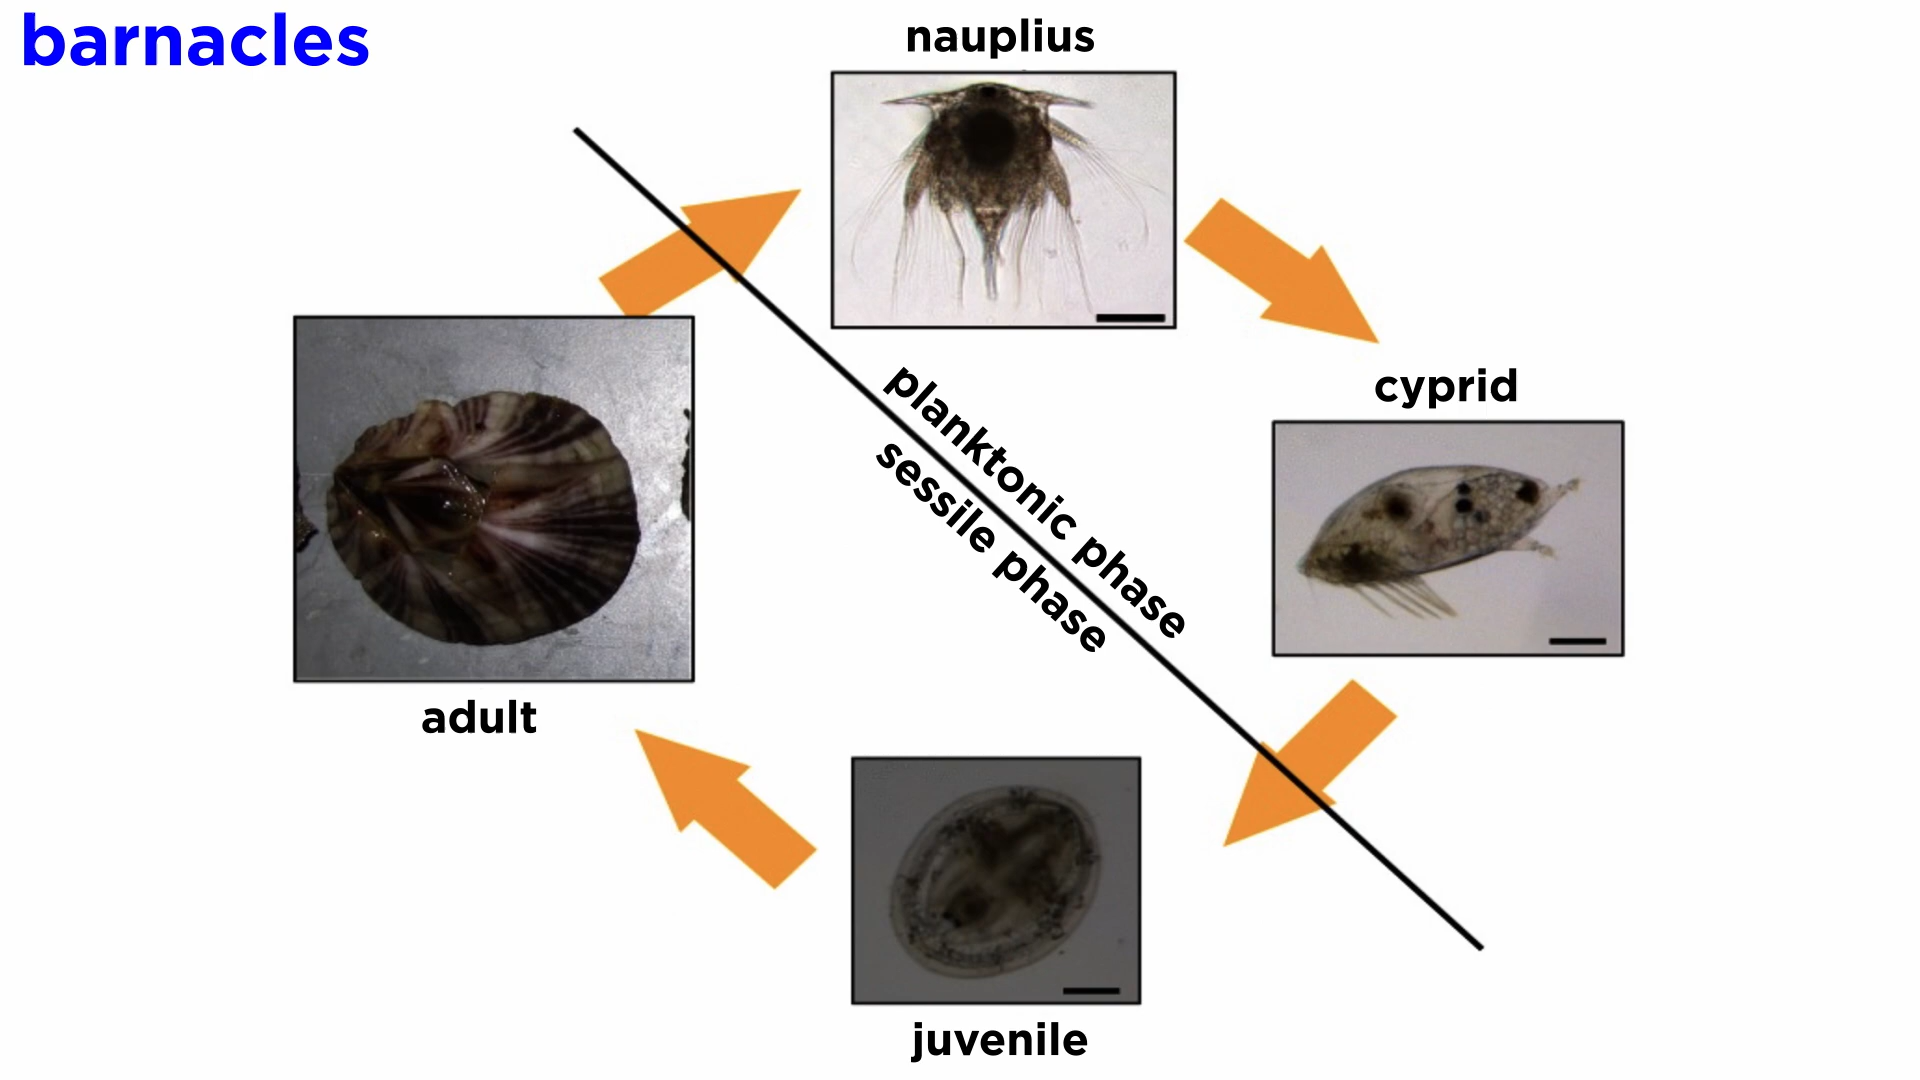 barnacles
nauplius
cyprid
planktonic phase
sessile phase
adult
juvenile